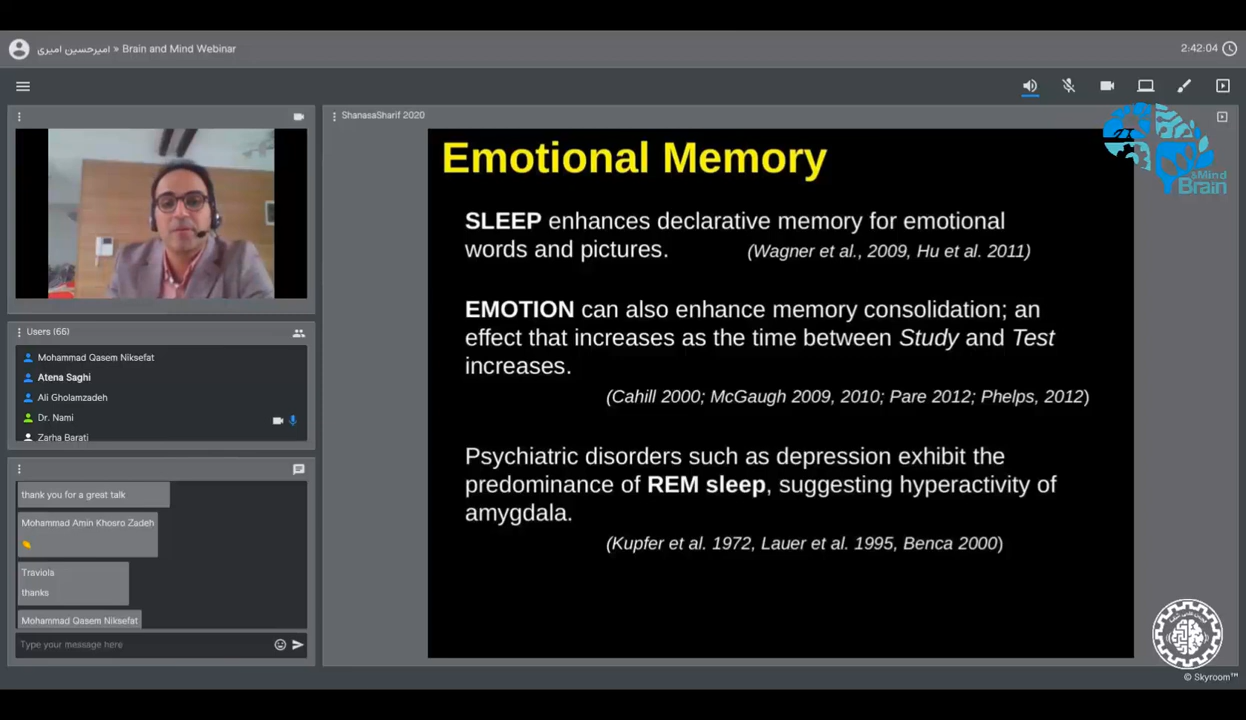 امیرحسین امیری » Brain and Mind Webinar
2:42:04
ShanasaSharif 2020
&Mind
Brain
Users (66)
Mohammad Qasem Niksefat
Atena Saghi
Ali Gholamzadeh
Dr. Nami
Zarha Barati
thank you for a great talk
Mohammad Amin Khosro Zadeh
Traviola
thanks
Mohammad Qasem Niksefat
Type your message here
Emotional Memory
SLEEP enhances declarative memory for emotional
words and pictures. (Wagner et al., 2009, Hu et al. 2011)
EMOTION can also enhance memory consolidation; an
effect that increases as the time between Study and Test
increases.
(Cahill 2000; McGaugh 2009, 2010; Pare 2012; Phelps, 2012)
Psychiatric disorders such as depression exhibit the
predominance of REM sleep, suggesting hyperactivity of
amygdala.
(Kupfer et al. 1972, Lauer et al. 1995, Benca 2000)
© Skyroom™